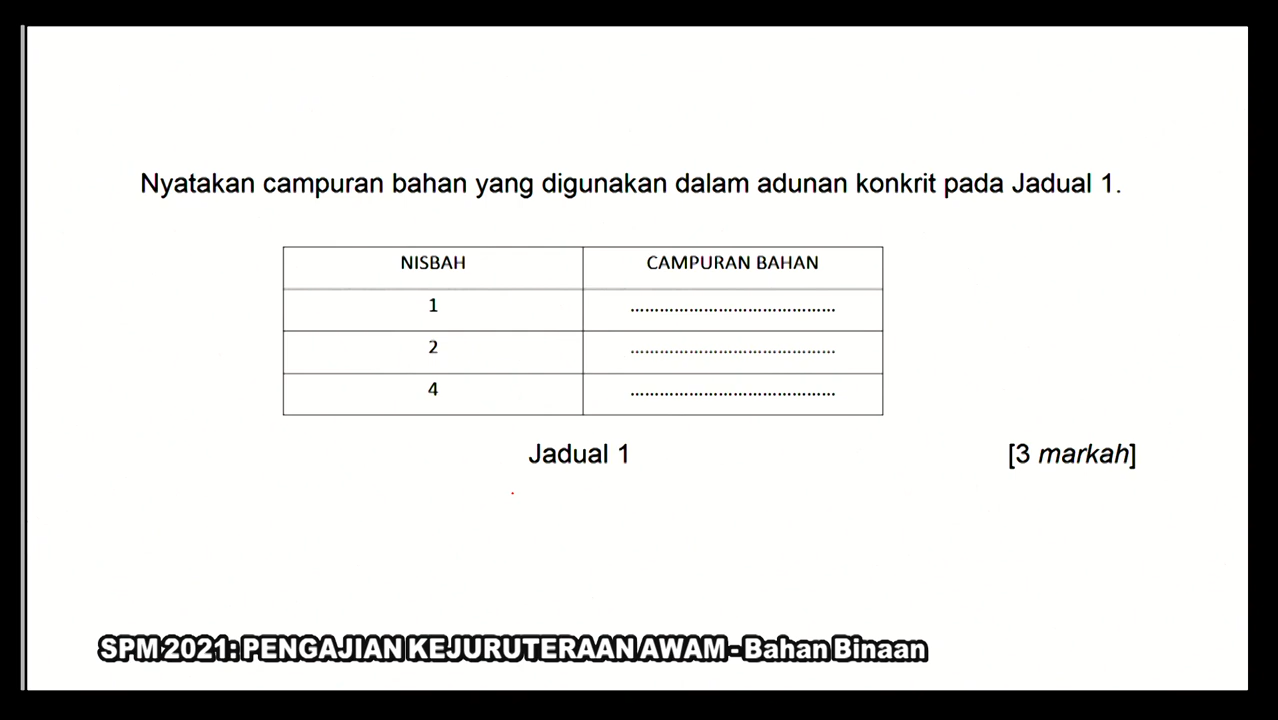 Nyatakan campuran bahan yang digunakan dalam adunan konkrit pada Jadual 1.
NISBAH CAMPURAN BAHAN
1 ..........................................
2 ..........................................
4 ..........................................
Jadual 1 [3 markah]
SPM 2021: PENGAJIAN KEJURUTERAAN AWAM - Bahan Binaan